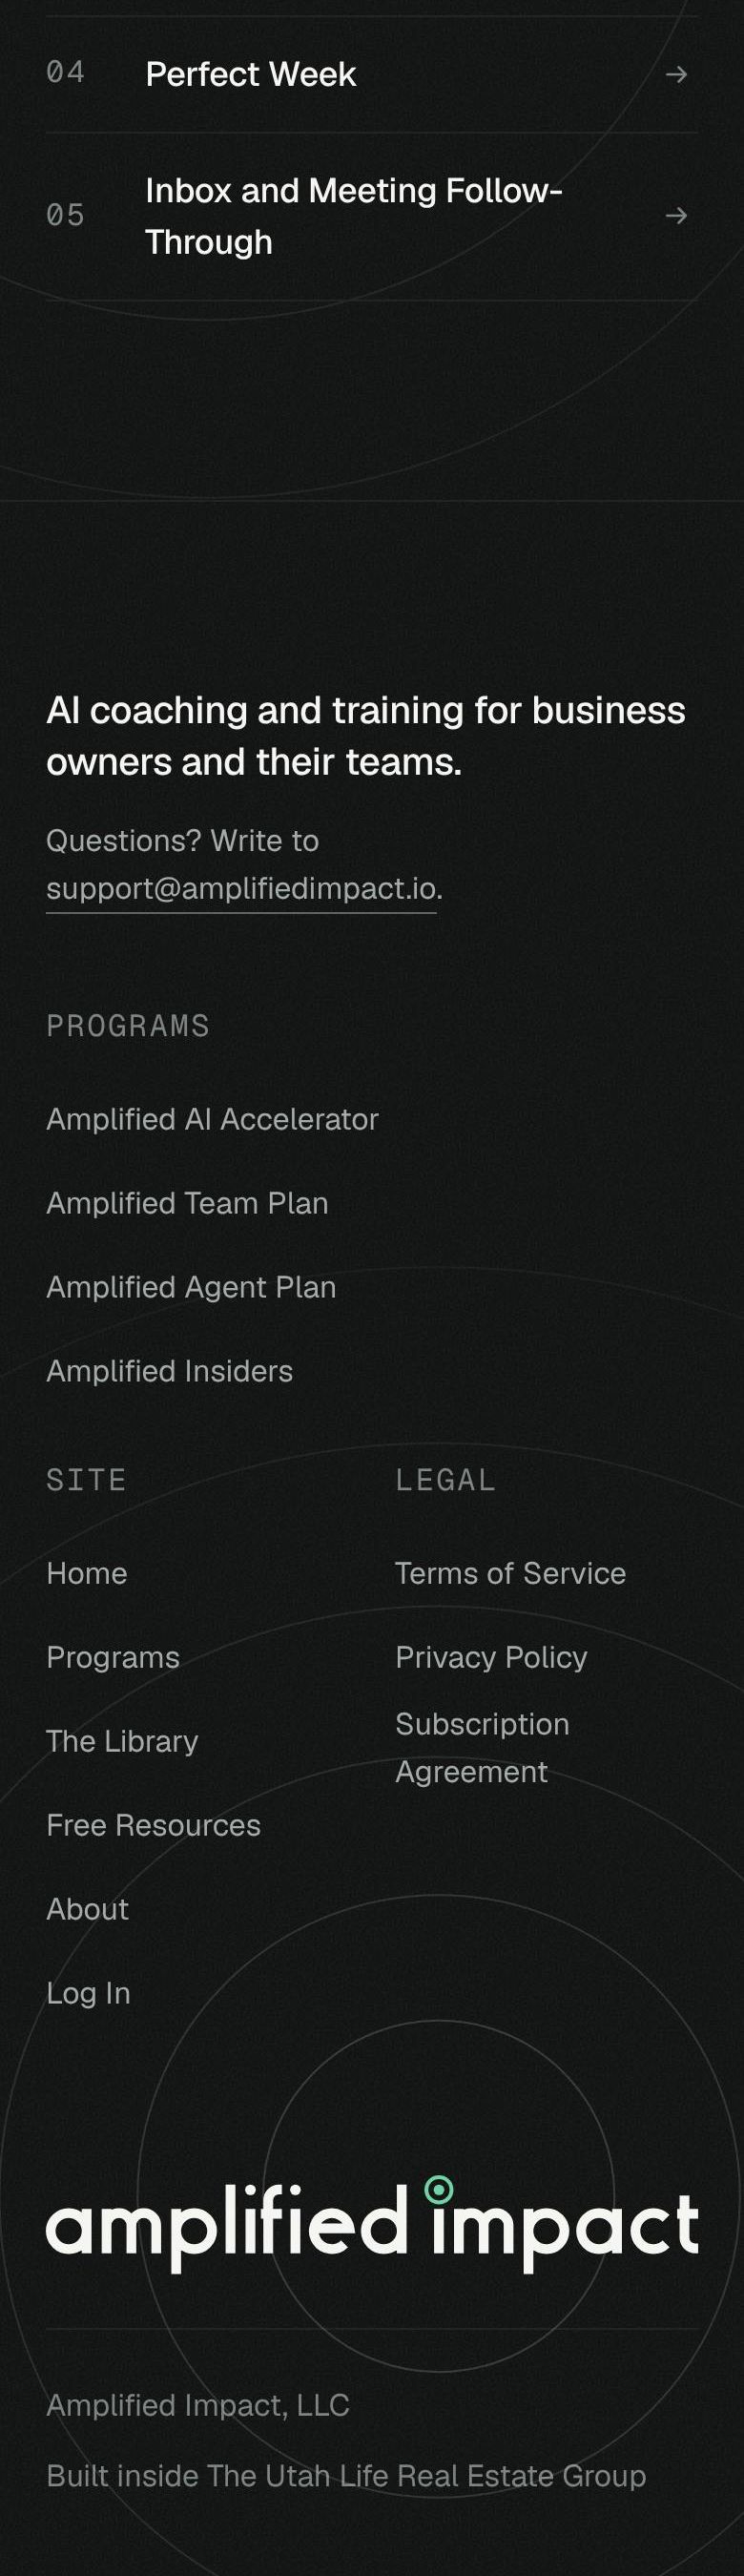 04 Perfect Week →
05 Inbox and Meeting Follow-
Through →
AI coaching and training for business
owners and their teams.
Questions? Write to
support@amplifiedimpact.io.
PROGRAMS
Amplified AI Accelerator
Amplified Team Plan
Amplified Agent Plan
Amplified Insiders
SITE
Home
Programs
The Library
Free Resources
About
Log In
LEGAL
Terms of Service
Privacy Policy
Subscription
Agreement
amplified impact
Amplified Impact, LLC
Built inside The Utah Life Real Estate Group